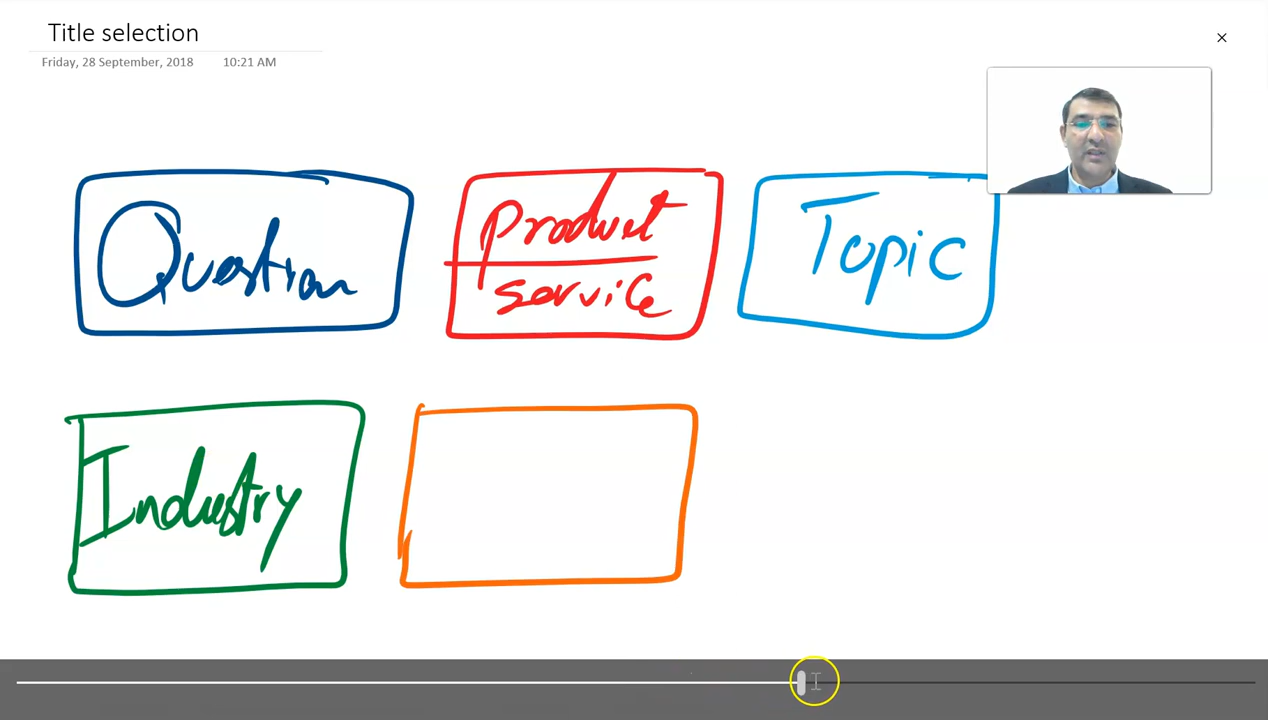 Title selection
Friday, 28 September, 2018 10:21 AM
Question
Product
service
Topic
Industry